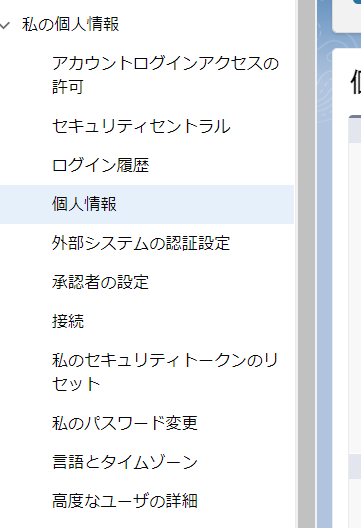 私の個人情報
アカウントログインアクセスの
許可
セキュリティセントラル
ログイン履歴
個人情報
外部システムの認証設定
承認者の設定
接続
私のセキュリティトークンのリ
セット
私のパスワード変更
言語とタイムゾーン
高度なユーザの詳細